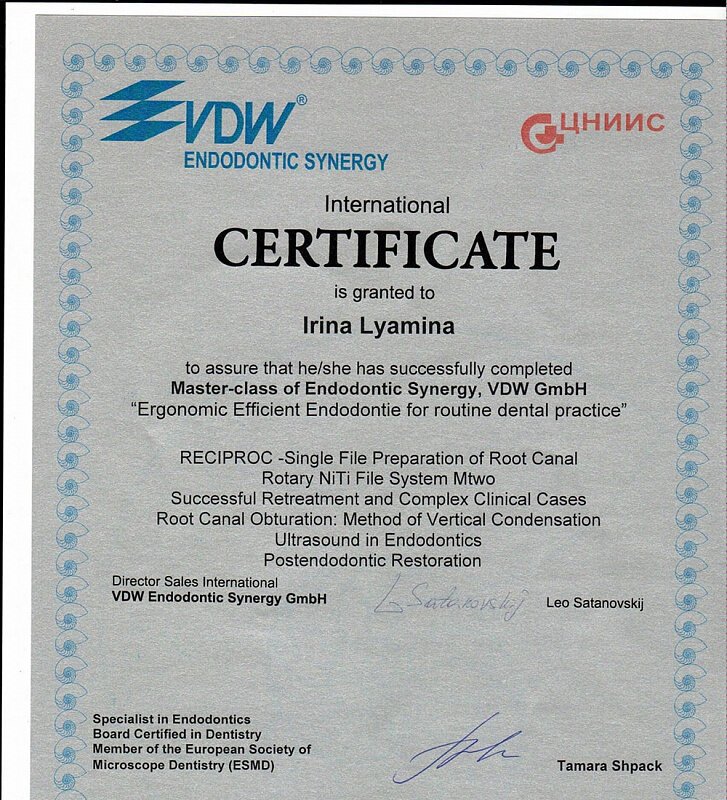 VDW®
ENDODONTIC SYNERGY
ЦНИИС
International
CERTIFICATE
is granted to
Irina Lyamina
to assure that he/she has successfully completed
Master-class of Endodontic Synergy, VDW GmbH
“Ergonomic Efficient Endodontie for routine dental practice”
RECIPROC -Single File Preparation of Root Canal
Rotary NiTi File System Mtwo
Successful Retreatment and Complex Clinical Cases
Root Canal Obturation: Method of Vertical Condensation
Ultrasound in Endodontics
Postendodontic Restoration
Director Sales International
VDW Endodontic Synergy GmbH
L. Satanovskij
Leo Satanovskij
Specialist in Endodontics
Board Certified in Dentistry
Member of the European Society of
Microscope Dentistry (ESMD)
Tamara Shpack